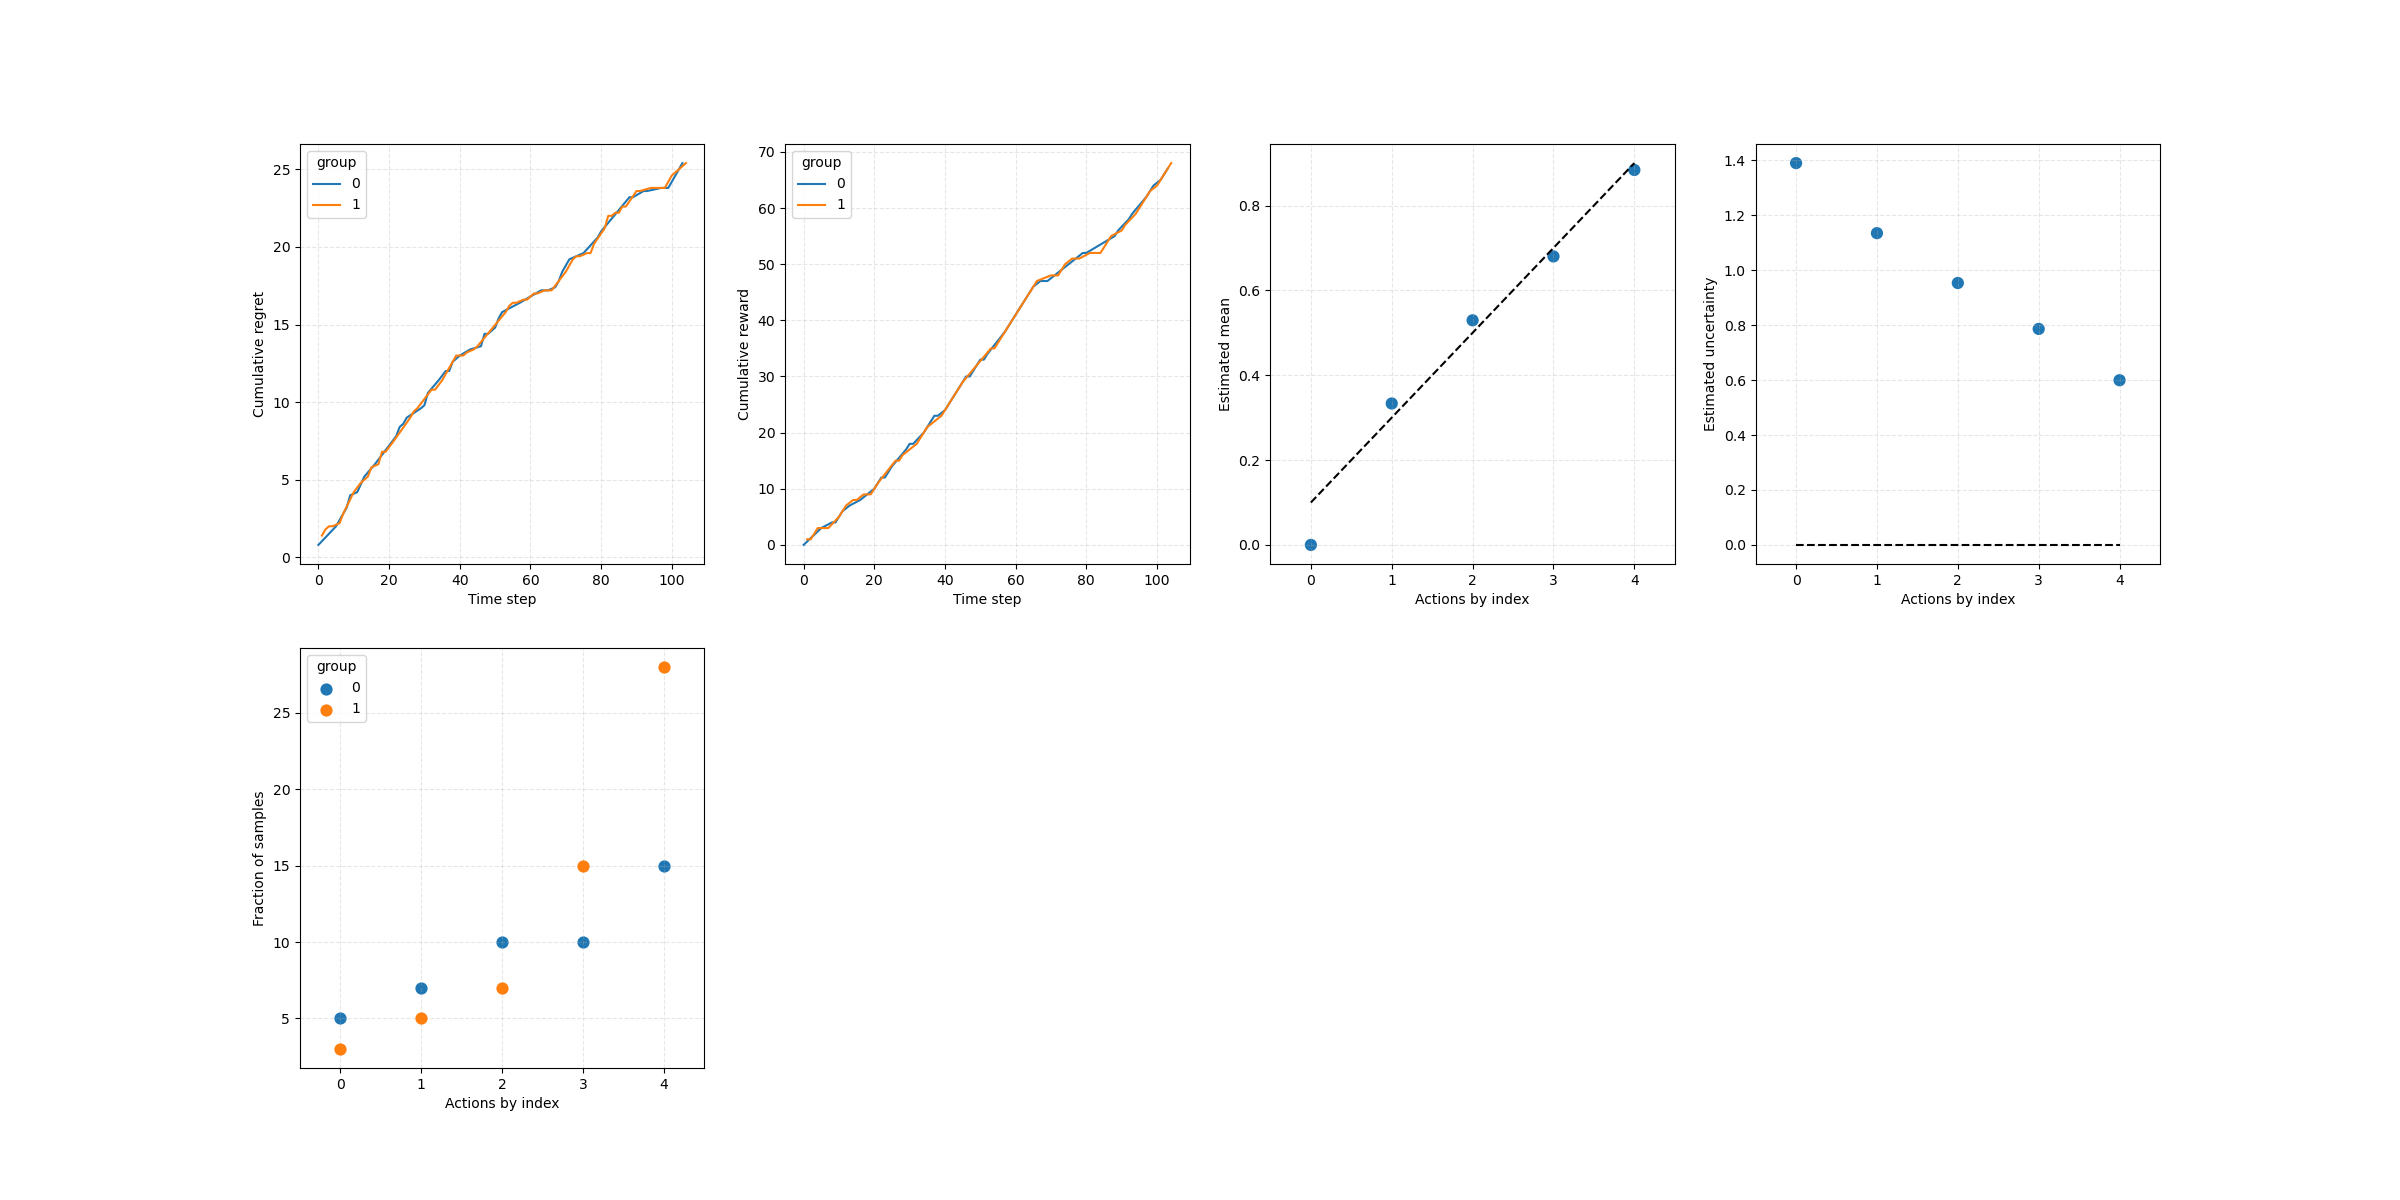 group
0
1
25
20
15
10
5
0
0 20 40 60 80 100
Time step
Cumulative regret
group
0
1
70
60
50
40
30
20
10
0
0 20 40 60 80 100
Time step
Cumulative reward
0.8
0.6
0.4
0.2
0.0
0 1 2 3 4
Actions by index
Estimated mean
1.4
1.2
1.0
0.8
0.6
0.4
0.2
0.0
0 1 2 3 4
Actions by index
Estimated uncertainty
group
0
1
25
20
15
10
5
0 1 2 3 4
Actions by index
Fraction of samples